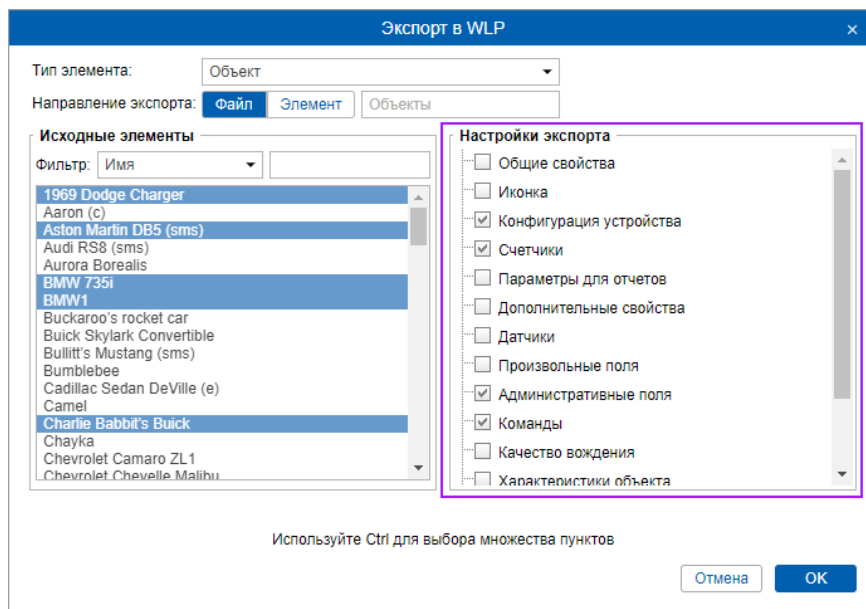 Экспорт в WLP ×
Тип элемента: Объект
Направление экспорта: Файл Элемент Объекты
Исходные элементы
Фильтр: Имя
1969 Dodge Charger
Aaron (c)
Aston Martin DB5 (sms)
Audi RS8 (sms)
Aurora Borealis
BMW 735i
BMW1
Buckaroo's rocket car
Buick Skylark Convertible
Bullitt's Mustang (sms)
Bumblebee
Cadillac Sedan DeVille (e)
Camel
Charlie Babbit's Buick
Chayka
Chevrolet Camaro ZL1
Chevrolet Chevelle Malibu
Настройки экспорта
Общие свойства
Иконка
Конфигурация устройства
Счетчики
Параметры для отчетов
Дополнительные свойства
Датчики
Произвольные поля
Административные поля
Команды
Качество вождения
Характеристики объекта
Используйте Ctrl для выбора множества пунктов
Отмена OK